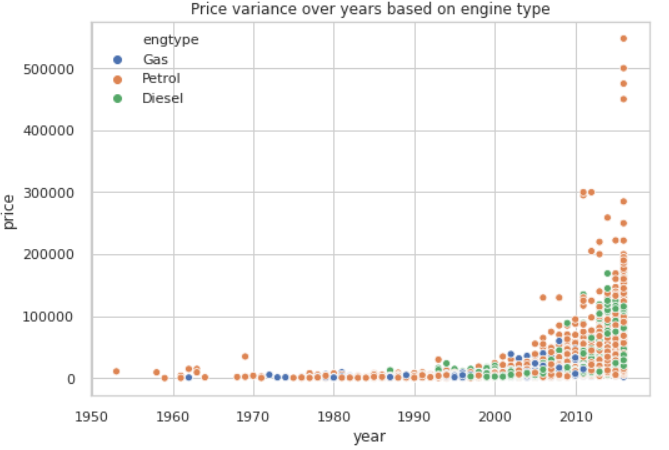 Price variance over years based on engine type
engtype
Gas
Petrol
Diesel
500000
400000
300000
200000
100000
0
price
1950 1960 1970 1980 1990 2000 2010
year